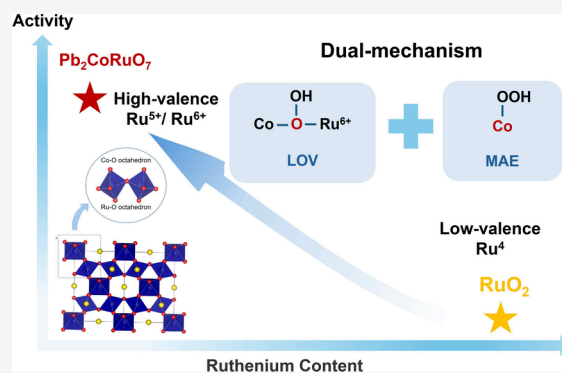 Activity
Pb₂CoRuO₇
Dual-mechanism
High-valence
Ru⁵⁺/ Ru⁶⁺
OH
Co – O – Ru⁶⁺
LOV
OOH
Co
MAE
Co-O octahedron
Ru-O octahedron
Low-valence
Ru⁴
RuO₂
Ruthenium Content